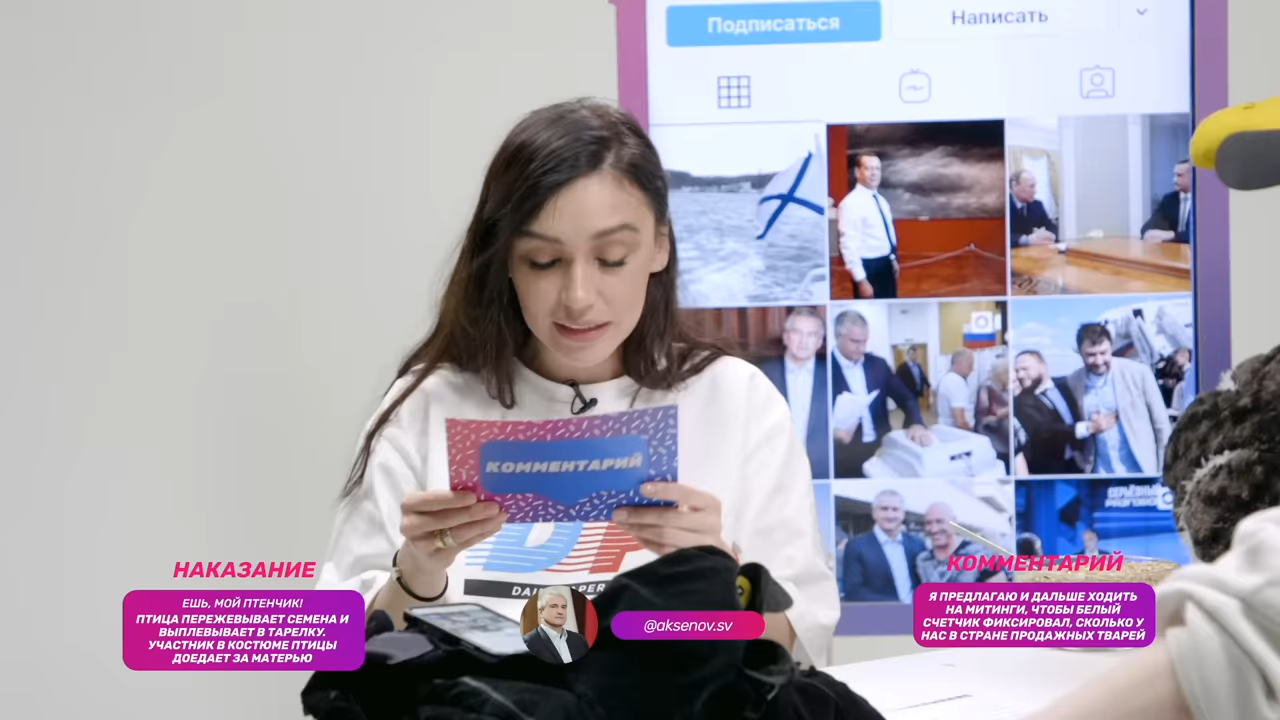 Подписаться
Написать
КОММЕНТАРИЙ
НАКАЗАНИЕ
ЕШЬ, МОЙ ПТЕНЧИК!
ПТИЦА ПЕРЕЖЕВЫВАЕТ СЕМЕНА И
ВЫПЛЕВЫВАЕТ В ТАРЕЛКУ.
УЧАСТНИК В КОСТЮМЕ ПТИЦЫ
ДОЕДАЕТ ЗА МАТЕРЬЮ
@aksenov.sv
КОММЕНТАРИЙ
Я ПРЕДЛАГАЮ И ДАЛЬШЕ ХОДИТЬ
НА МИТИНГИ, ЧТОБЫ БЕЛЫЙ
СЧЕТЧИК ФИКСИРОВАЛ, СКОЛЬКО У
НАС В СТРАНЕ ПРОДАЖНЫХ ТВАРЕЙ